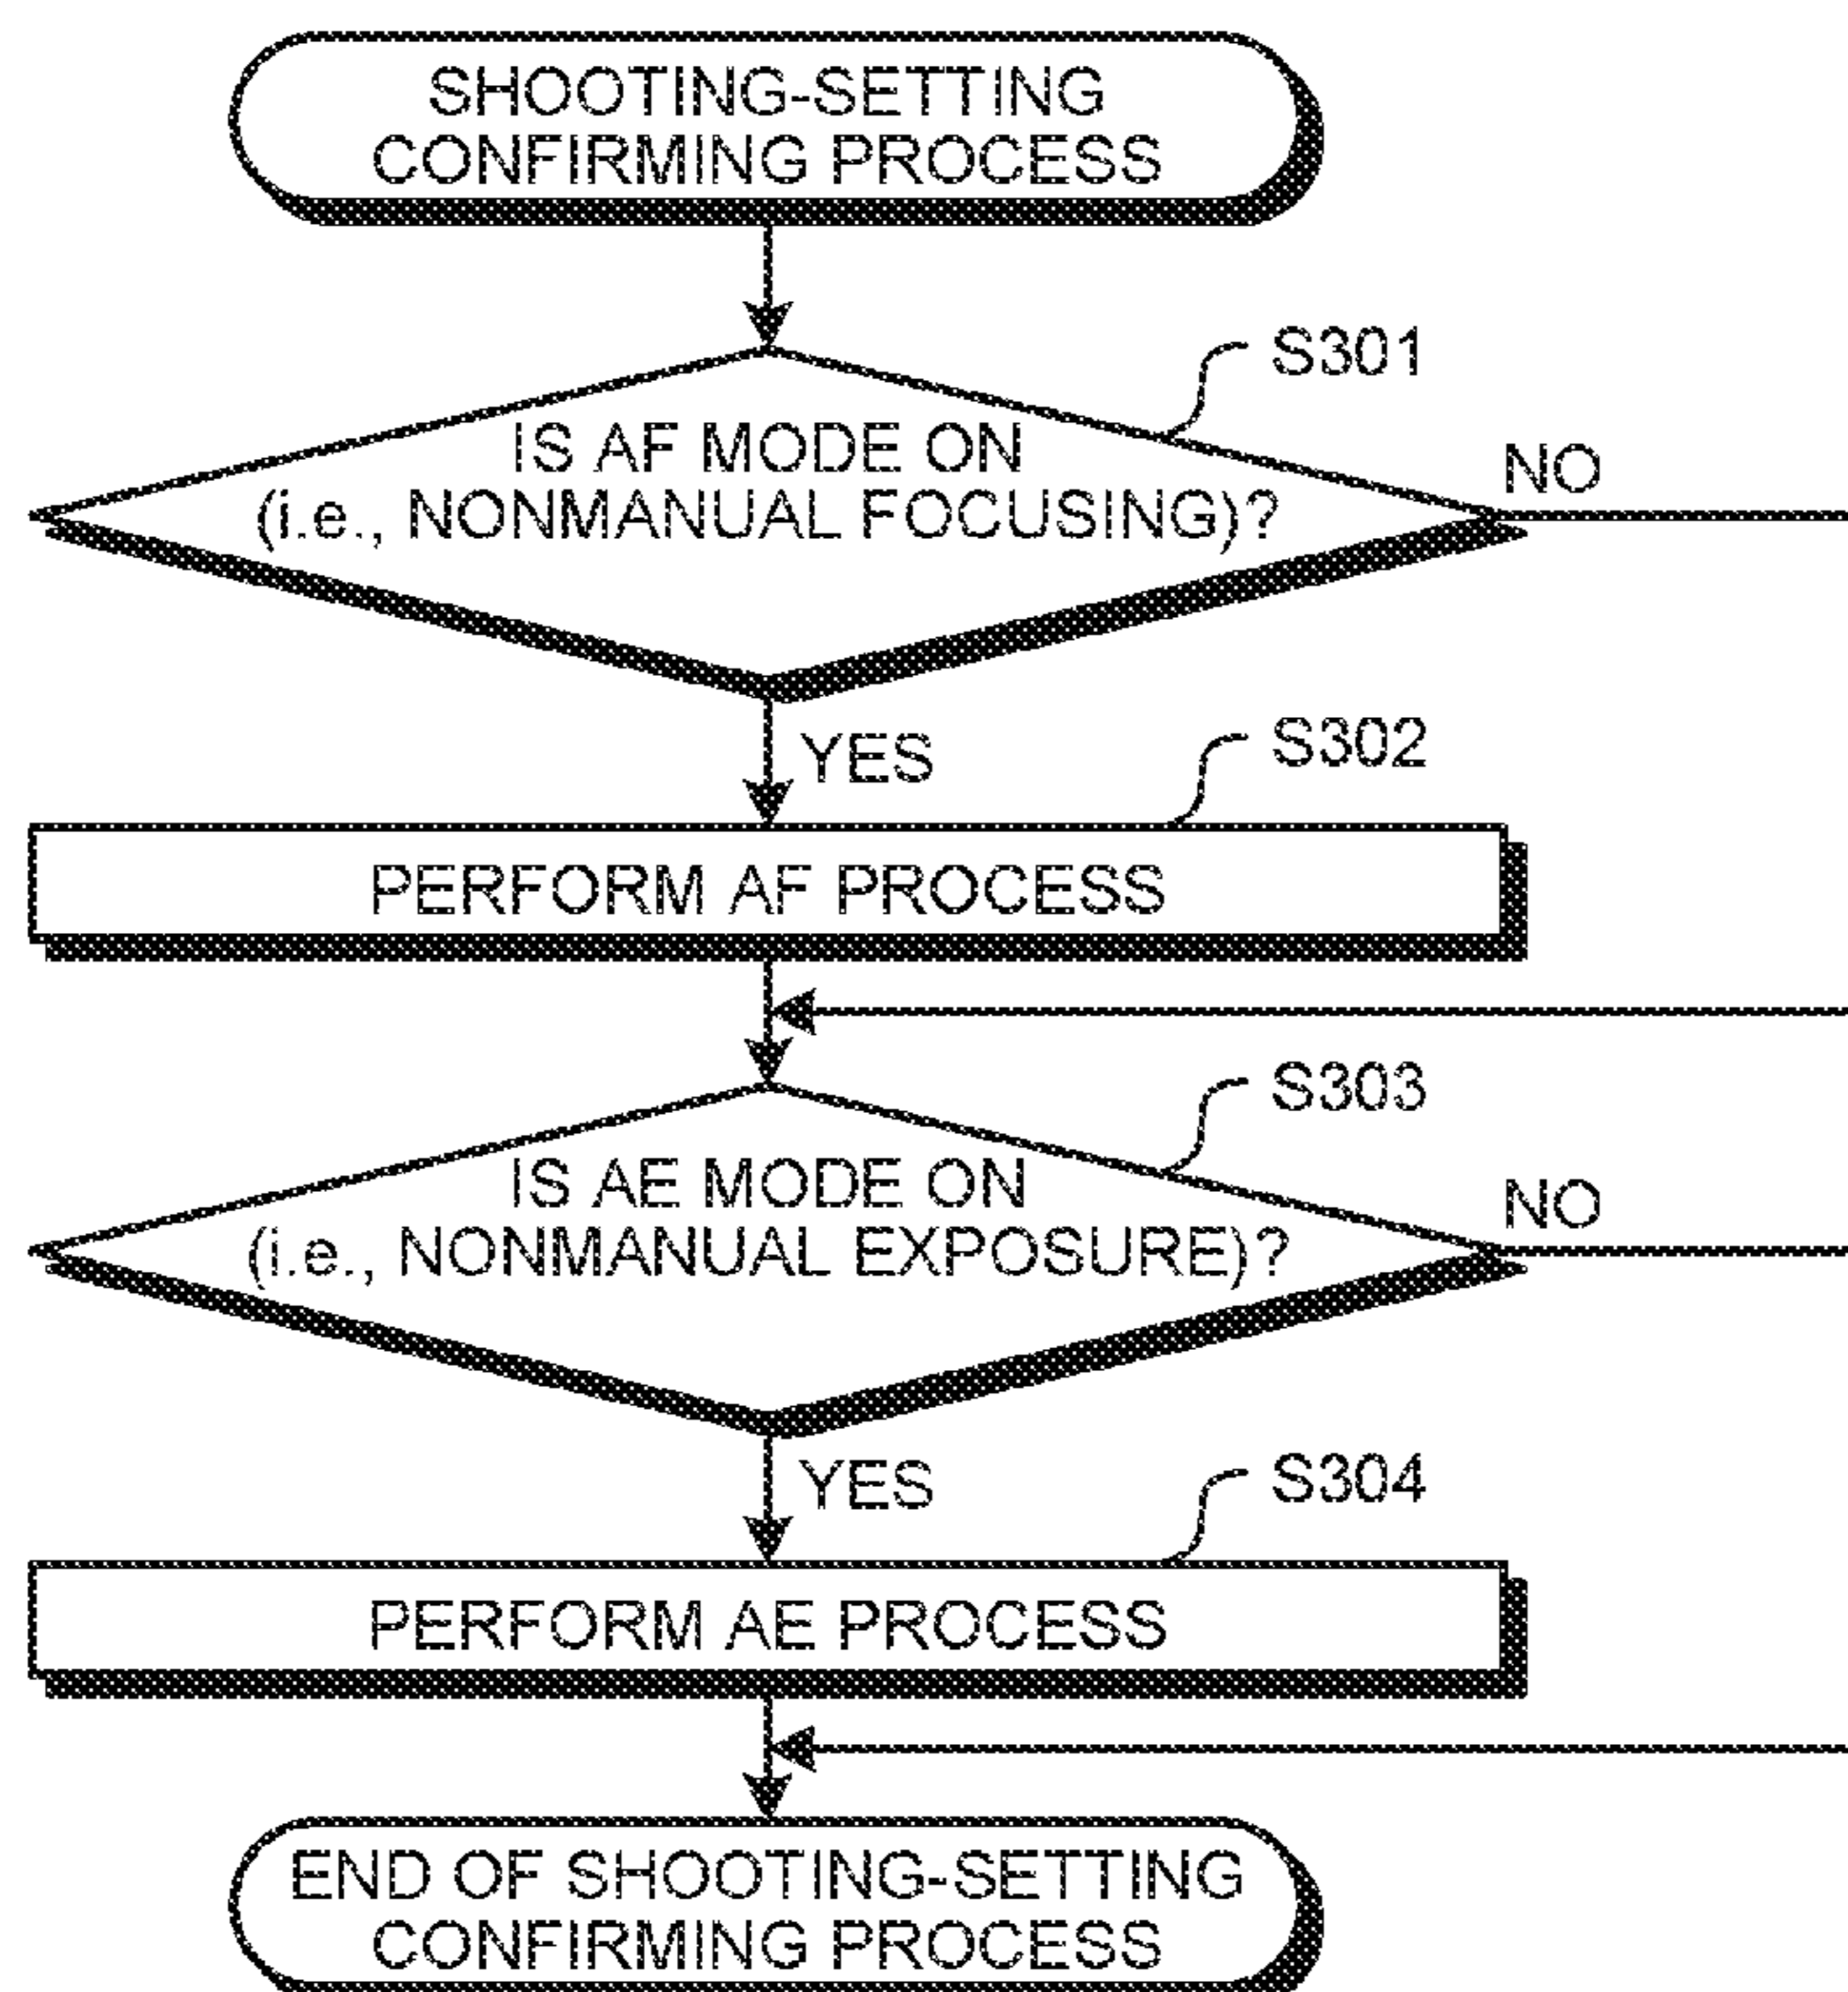 SHOOTING-SETTING
CONFIRMING PROCESS
S301
IS AF MODE ON
(i.e., NONMANUAL FOCUSING)?
NO
YES
S302
PERFORM AF PROCESS
S303
IS AE MODE ON
(i.e., NONMANUAL EXPOSURE)?
NO
YES
S304
PERFORM AE PROCESS
END OF SHOOTING-SETTING
CONFIRMING PROCESS